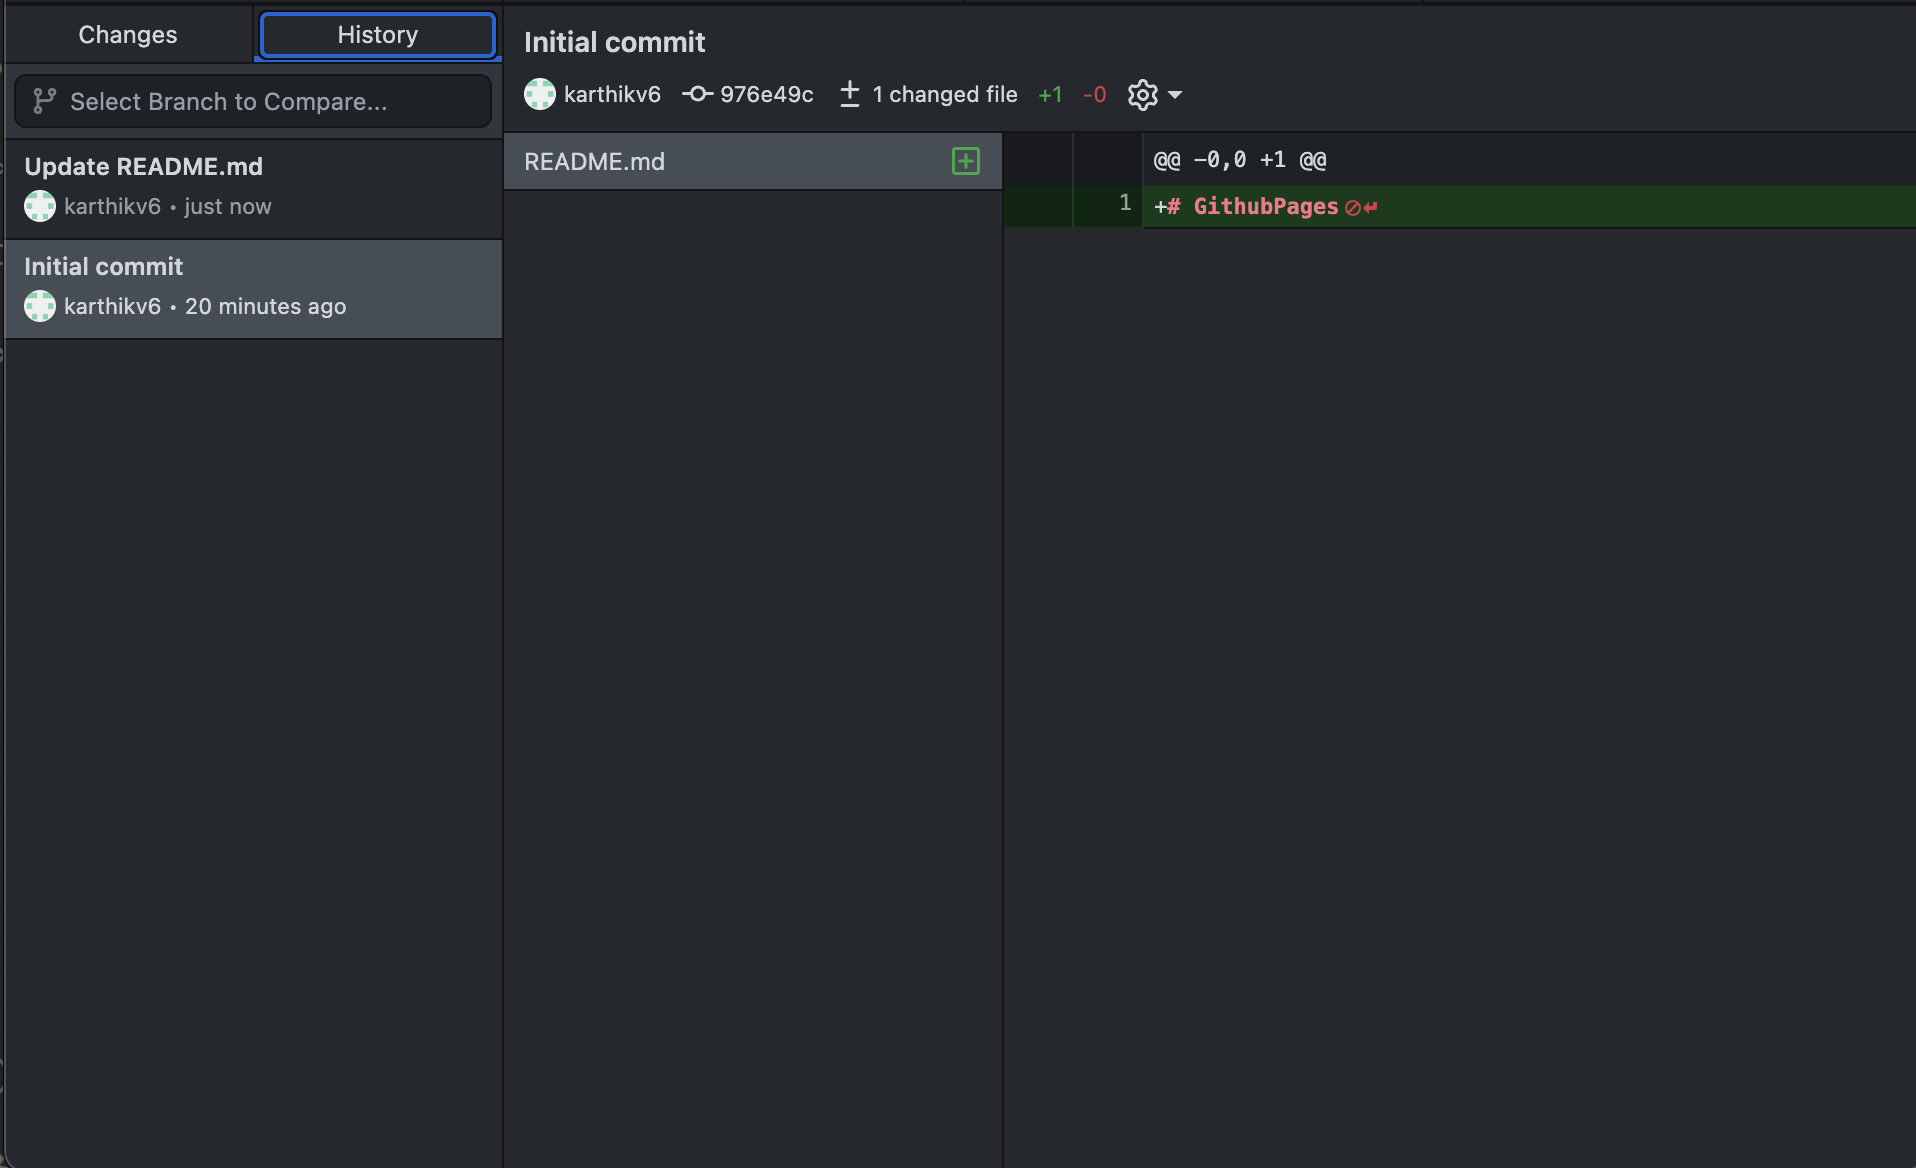 Changes
History
Select Branch to Compare...
Update README.md
karthikv6 • just now
Initial commit
karthikv6 • 20 minutes ago
Initial commit
karthikv6 976e49c 1 changed file +1 -0
README.md
@@ -0,0 +1 @@
1 +# GithubPages